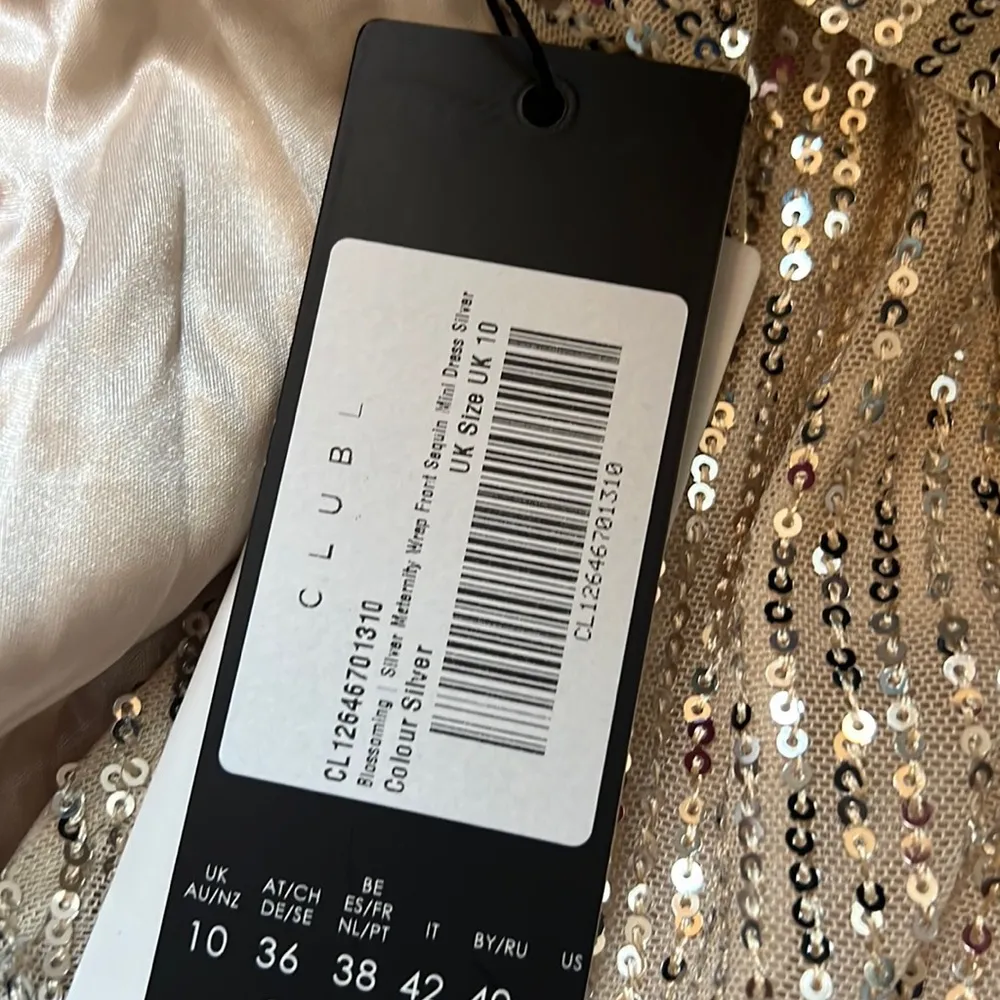 C L U B L
CL12646701310
Blossoming | Silver Maternity Wrap Front Sequin Mini Dress Silver
Colour Silver UK Size UK 10
CL12646701310
UK
AU/NZ
10
AT/CH
DE/SE
36
BE
ES/FR
NL/PT
38
IT
42
BY/RU
US